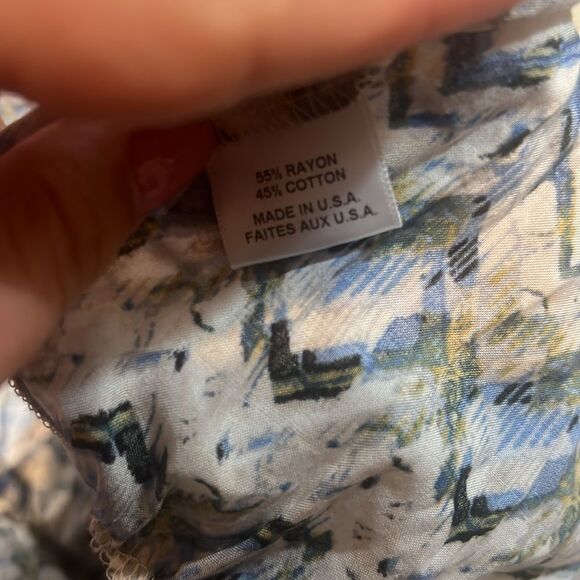 55% RAYON
45% COTTON
MADE IN U.S.A.
FAITES AUX U.S.A.